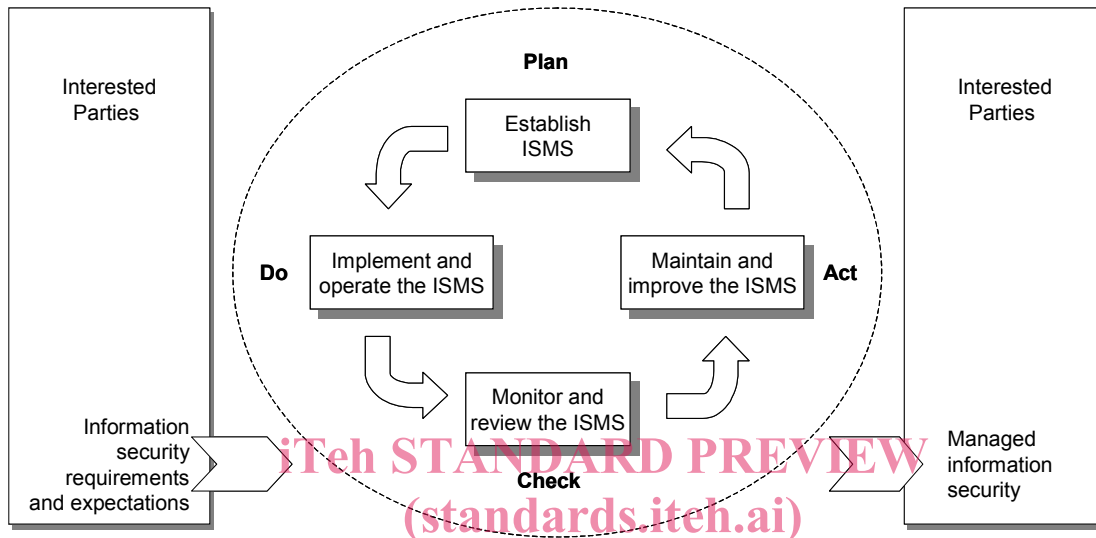 Interested
Parties
Information
security
requirements
and expectations
Plan
Establish
ISMS
Do
Implement and
operate the ISMS
Maintain and
improve the ISMS
Act
Monitor and
review the ISMS
Check
iTeh STANDARD PREVIEW
(standards.iteh.ai)
Interested
Parties
Managed
information
security